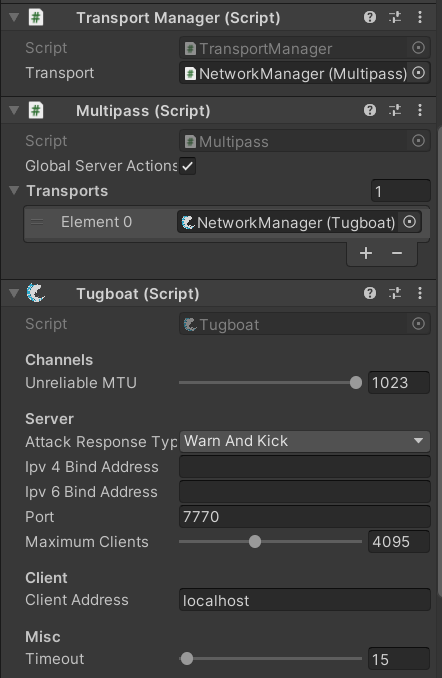 Transport Manager (Script)
Script TransportManager
Transport NetworkManager (Multipass)
Multipass (Script)
Script Multipass
Global Server Actions
Transports 1
Element 0 NetworkManager (Tugboat)
Tugboat (Script)
Script Tugboat
Channels
Unreliable MTU 1023
Server
Attack Response Typ Warn And Kick
Ipv 4 Bind Address
Ipv 6 Bind Address
Port 7770
Maximum Clients 4095
Client
Client Address localhost
Misc
Timeout 15